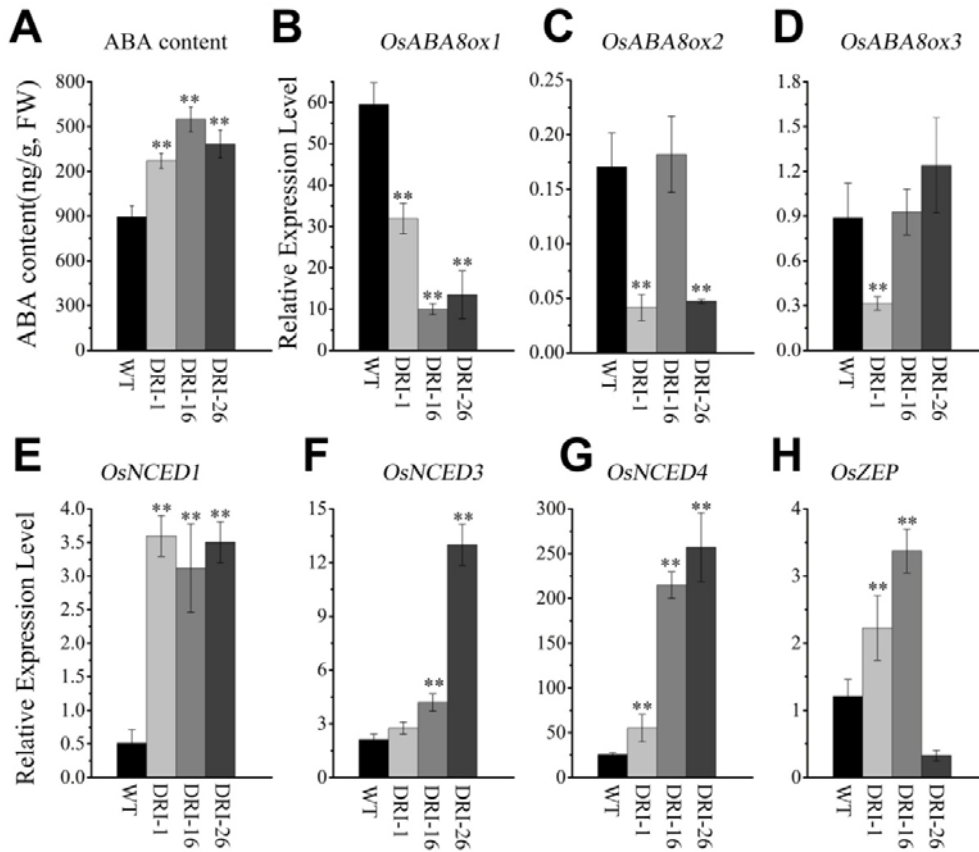 A
ABA content
ABA content(ng/g, FW)
800
500
200
900
600
300
0
**
**
**
WT
DRI-1
DRI-16
DRI-26
B
OsABA8ox1
Relative Expression Level
60
50
40
30
20
10
0
**
**
**
WT
DRI-1
DRI-16
DRI-26
C
OsABA8ox2
0.25
0.20
0.15
0.10
0.05
0.00
**
**
WT
DRI-1
DRI-16
DRI-26
D
OsABA8ox3
1.8
1.5
1.2
0.9
0.6
0.3
0.0
**
WT
DRI-1
DRI-16
DRI-26
E
OsNCED1
Relative Expression Level
4.0
3.5
3.0
2.5
2.0
1.5
1.0
0.5
0.0
**
**
**
WT
DRI-1
DRI-16
DRI-26
F
OsNCED3
15
12
9
6
3
0
**
**
WT
DRI-1
DRI-16
DRI-26
G
OsNCED4
300
250
200
150
100
50
0
**
**
**
WT
DRI-1
DRI-16
DRI-26
H
OsZEP
4
3
2
1
0
**
**
WT
DRI-1
DRI-16
DRI-26